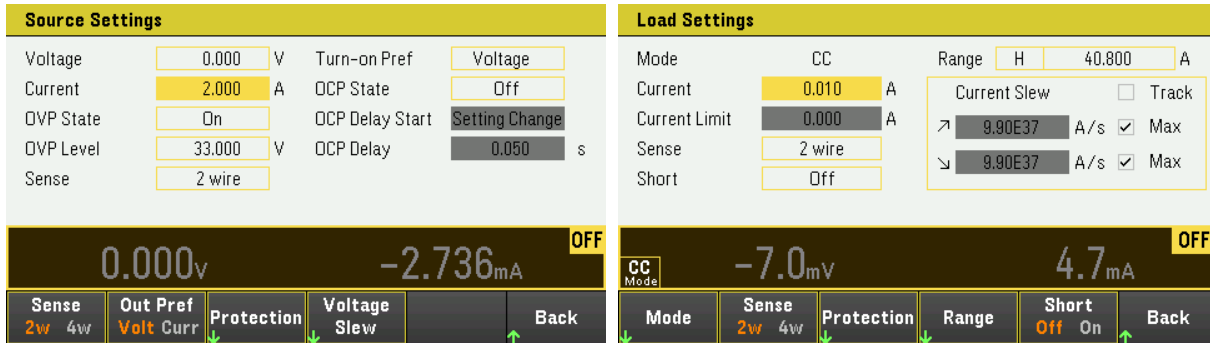 Source Settings
Voltage 0.000 V Turn-on Pref Voltage
Current 2.000 A OCP State Off
OVP State On OCP Delay Start Setting Change
OVP Level 33.000 V OCP Delay 0.050 s
Sense 2 wire
OFF
0.000V -2.736mA
Sense 2w 4w
Out Pref Volt Curr
Protection
Voltage Slew
Back
Load Settings
Mode CC Range H 40.800 A
Current 0.010 A Current Slew Track
Current Limit 0.000 A 9.90E37 A/s Max
Sense 2 wire 9.90E37 A/s Max
Short Off
OFF
CC Mode -7.0mV 4.7mA
Mode
Sense 2w 4w
Protection
Range
Short Off On
Back